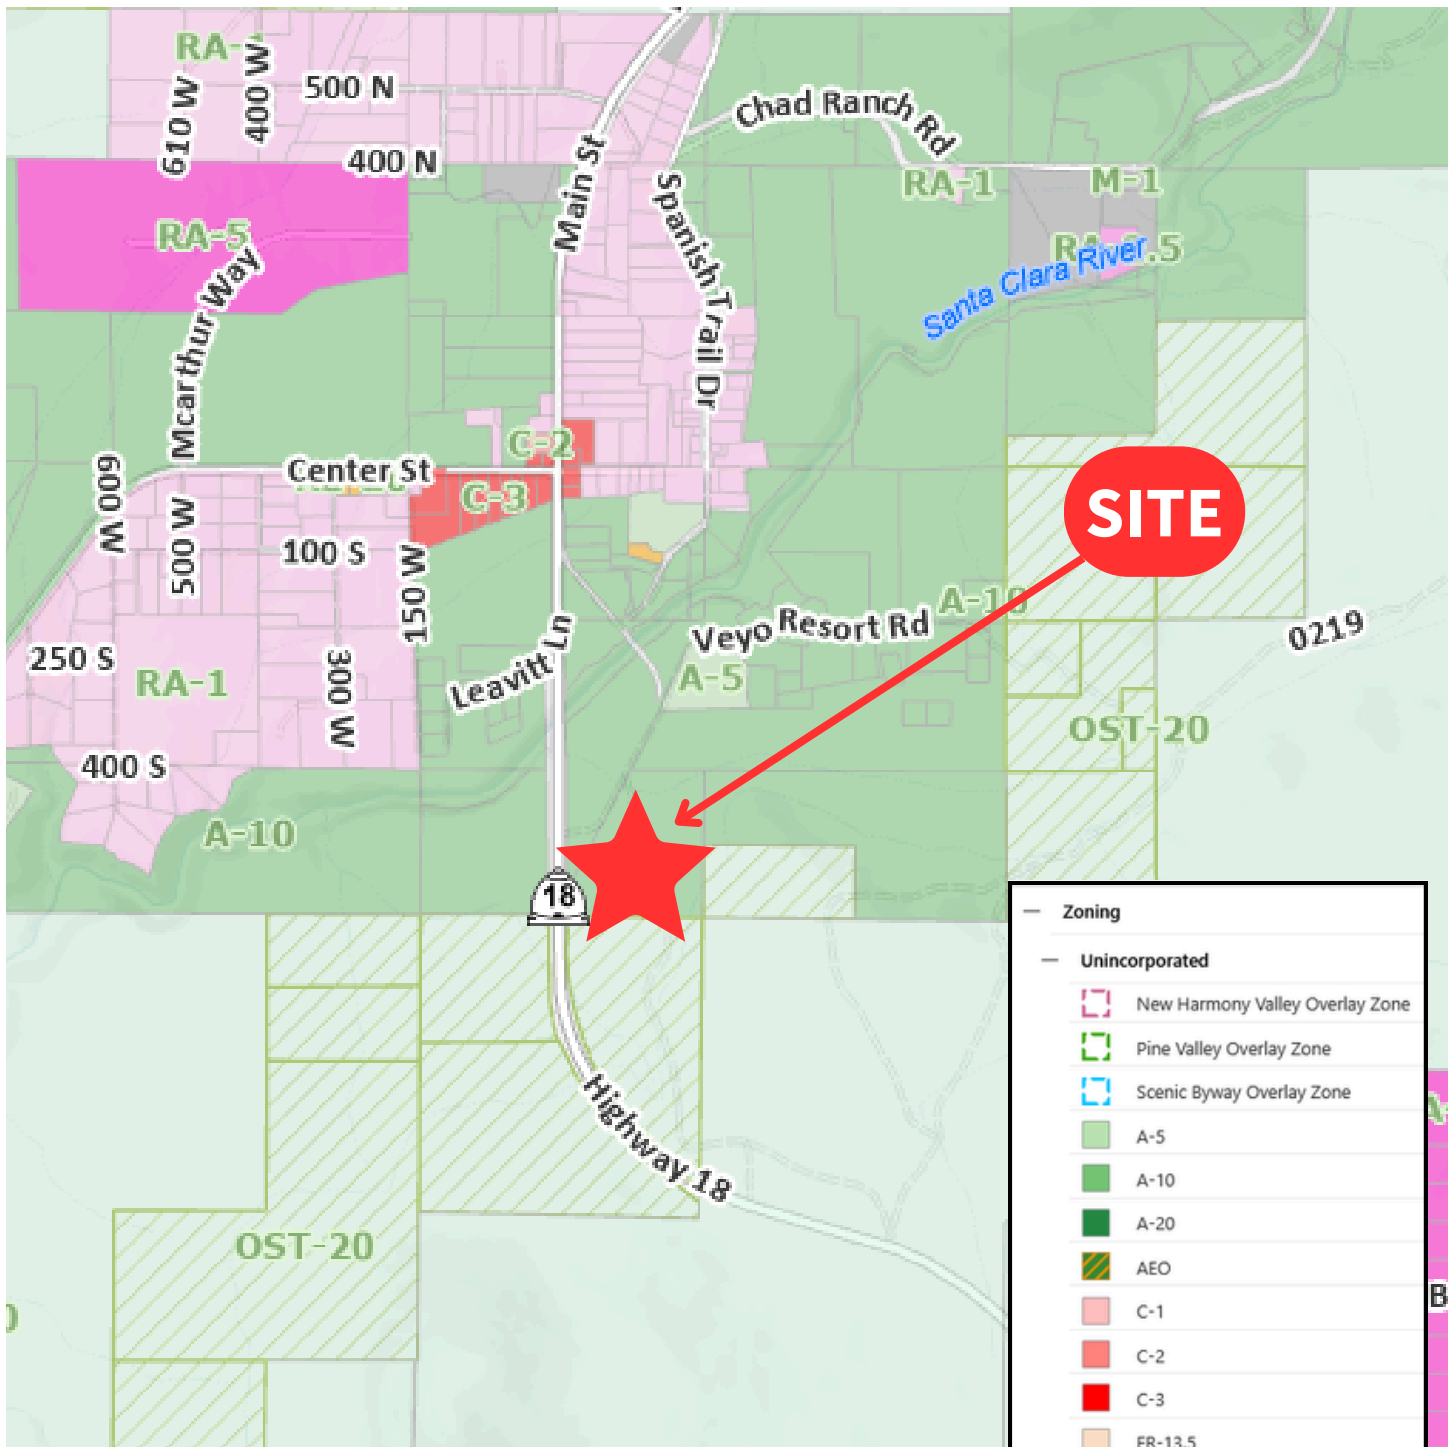 RA-1
610 W
400 W
500 N
400 N
Main St
Chad Ranch Rd
RA-1
M-1
RA-5
Spanish Trail Dr
.5
Santa Clara River
Mcarthur Way
C-2
Center St
C-3
SITE
600 W
500 W
100 S
150 W
A-10
Veyo Resort Rd
0219
Leavitt Ln
250 S
RA-1
300 W
A-5
OST-20
400 S
A-10
18
Highway 18
OST-20
Zoning
Unincorporated
New Harmony Valley Overlay Zone
Pine Valley Overlay Zone
Scenic Byway Overlay Zone
A-5
A-10
A-20
AEO
C-1
C-2
C-3
FR-13.5
B